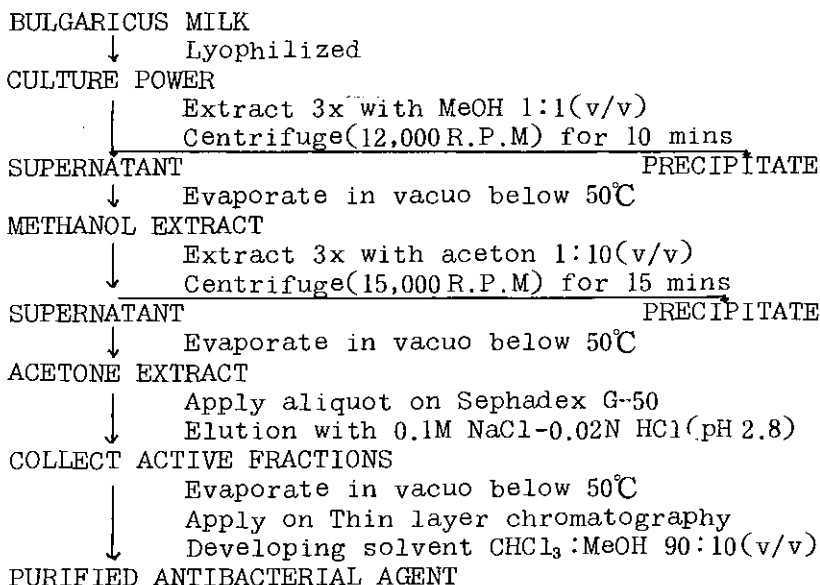 BULGARICUS MILK
Lyophilized
CULTURE POWER
Extract 3x with MeOH 1:1(v/v)
Centrifuge(12,000 R.P.M) for 10 mins
SUPERNATANT PRECIPITATE
Evaporate in vacuo below 50℃
METHANOL EXTRACT
Extract 3x with aceton 1:10(v/v)
Centrifuge(15,000 R.P.M) for 15 mins
SUPERNATANT PRECIPITATE
Evaporate in vacuo below 50℃
ACETONE EXTRACT
Apply aliquot on Sephadex G-50
Elution with 0.1M NaCl-0.02N HCl(pH 2.8)
COLLECT ACTIVE FRACTIONS
Evaporate in vacuo below 50℃
Apply on Thin layer chromatography
Developing solvent CHCl₃:MeOH 90:10(v/v)
PURIFIED ANTIBACTERIAL AGENT